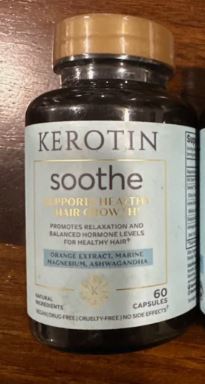 KEROTIN
soothe
SUPPORTS HEALTHY
HAIR GROWTH†
PROMOTES RELAXATION AND
BALANCED HORMONE LEVELS
FOR HEALTHY HAIR†
ORANGE EXTRACT, MARINE
MAGNESIUM, ASHWAGANDHA
NATURAL
INGREDIENTS
60
CAPSULES
VEGAN | DRUG-FREE | CRUELTY-FREE | NO SIDE EFFECTS†